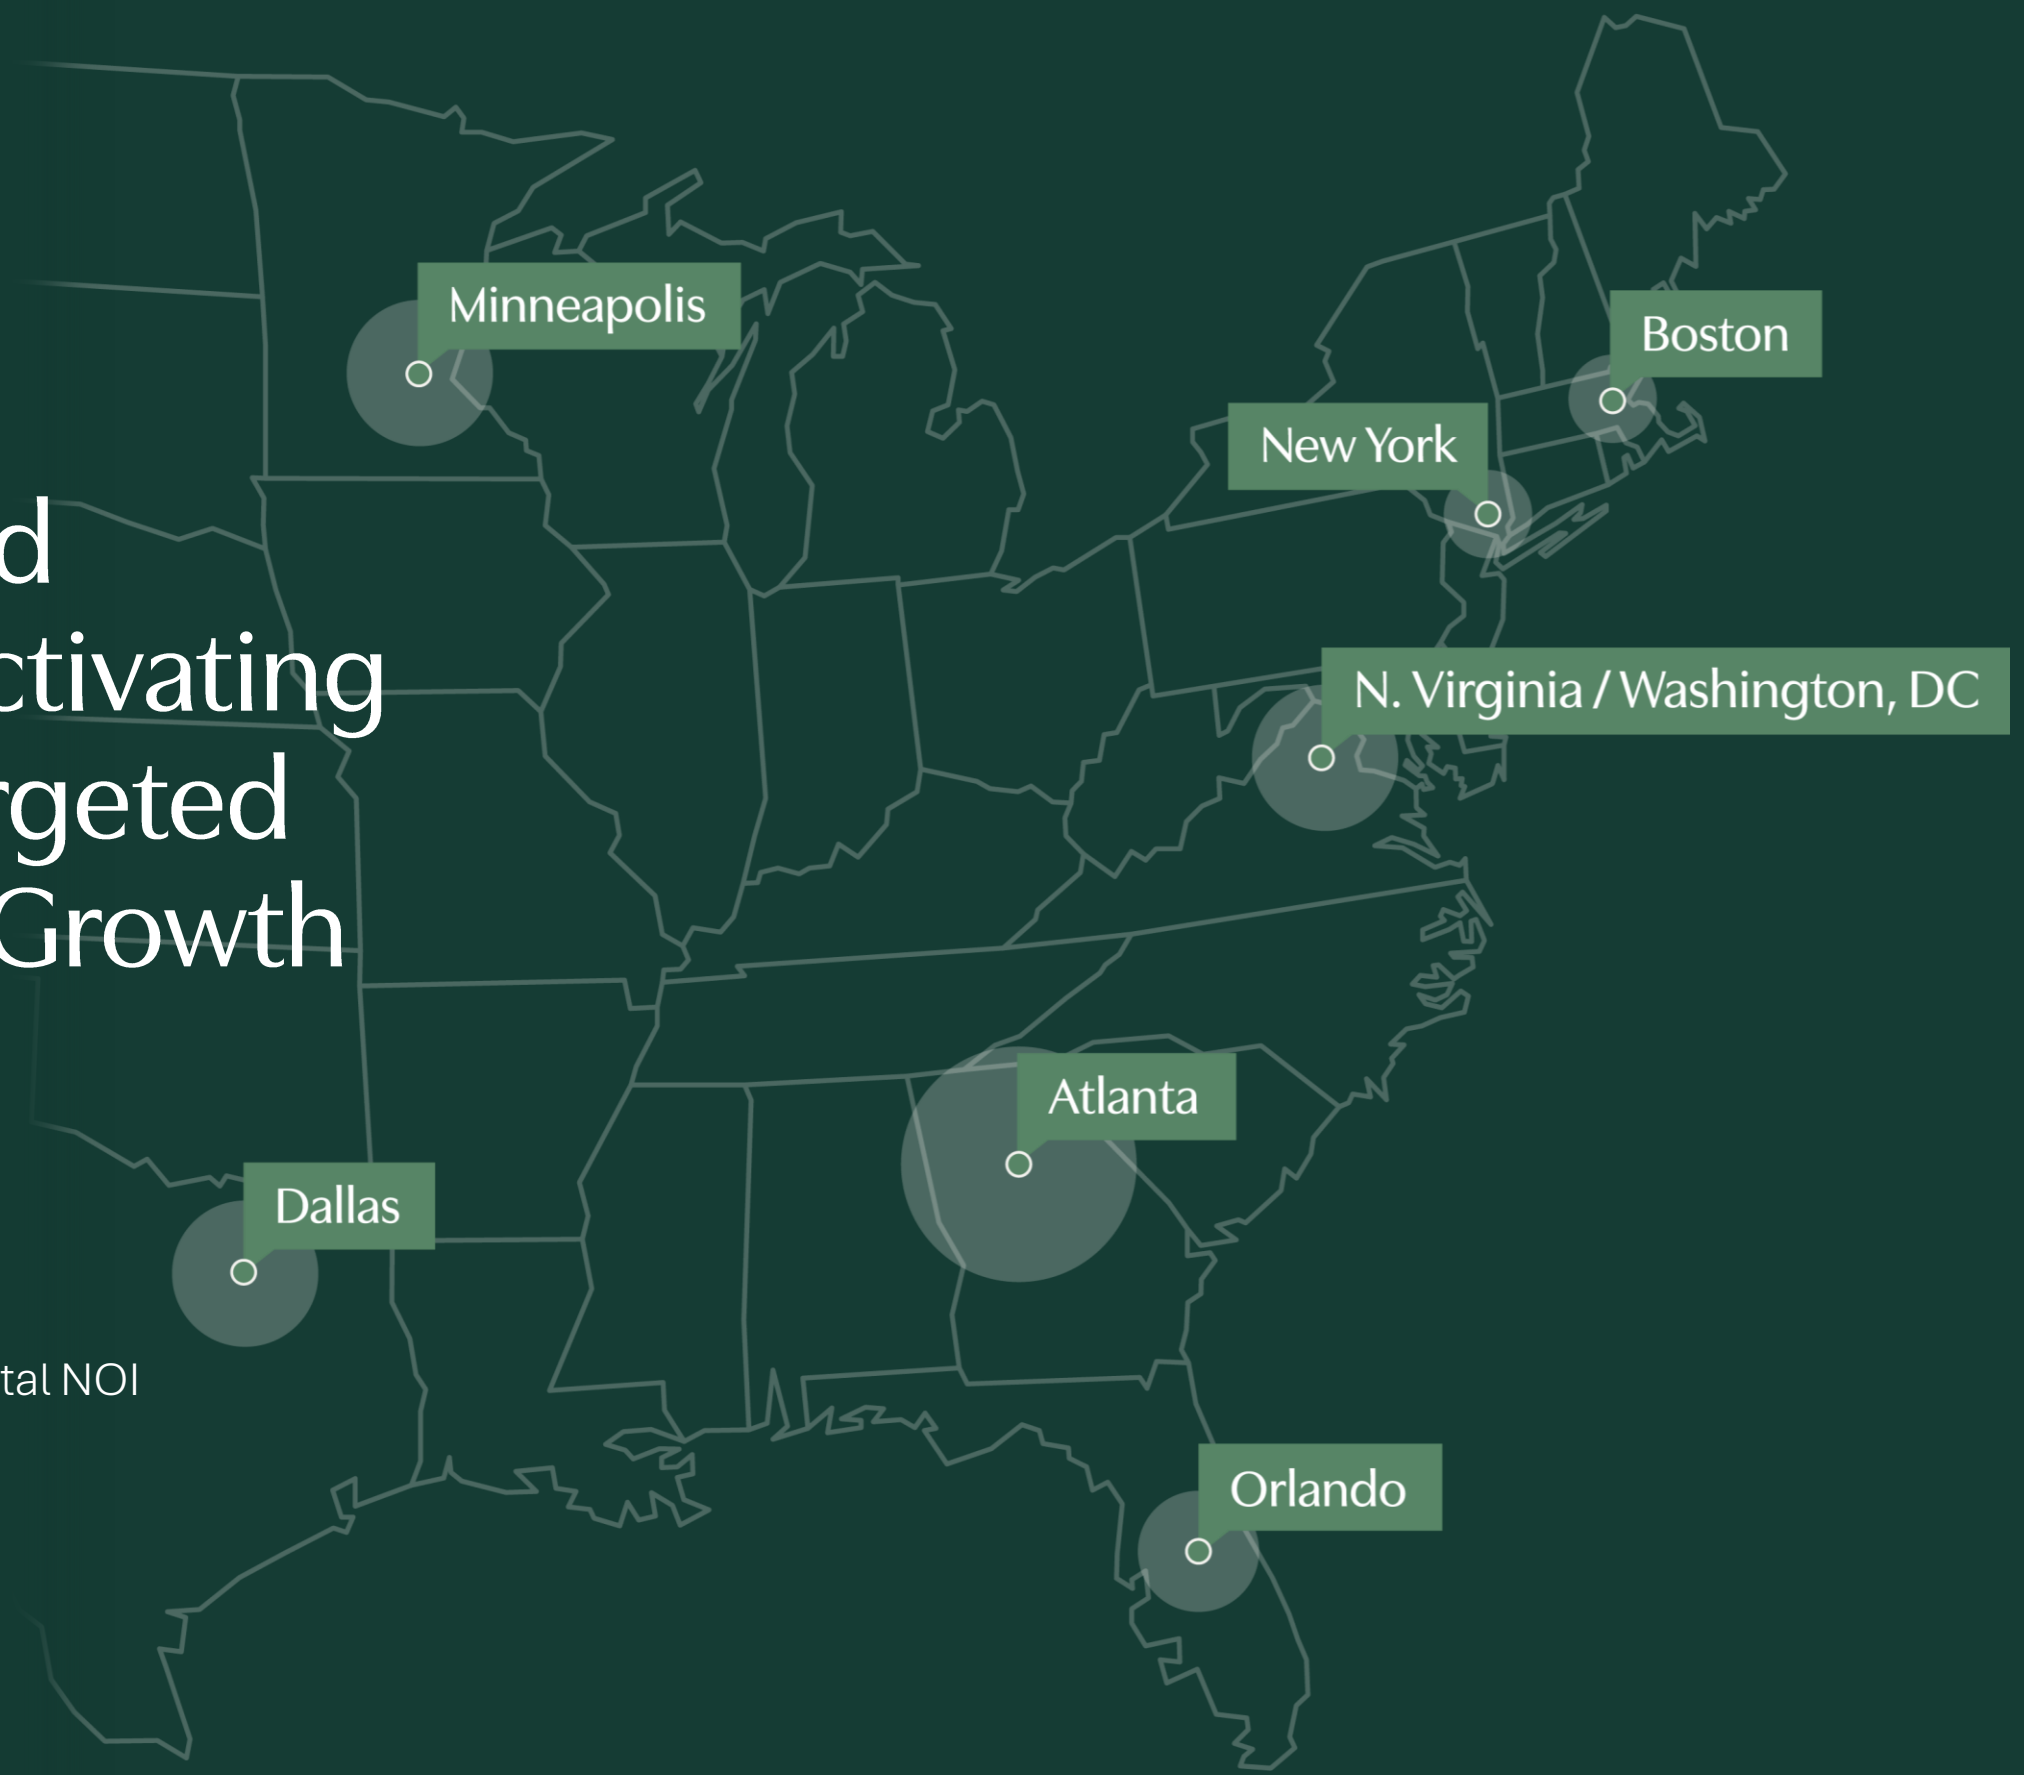 Minneapolis
Boston
New York
d
ctivating
rgeted
Growth
N. Virginia / Washington, DC
Atlanta
Dallas
tal NOI
Orlando